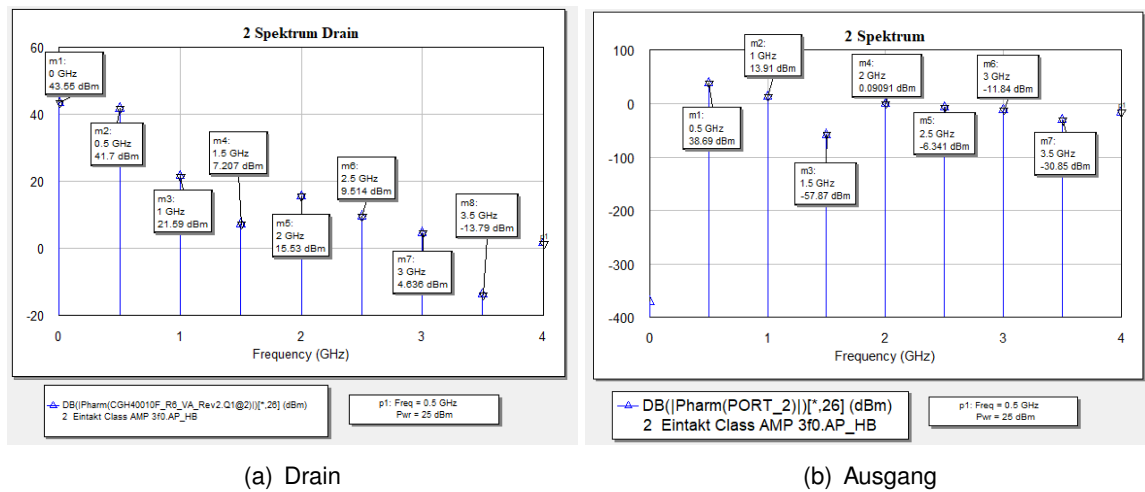 2 Spektrum Drain
60
40
20
0
-20
0
1
2
3
4
Frequency (GHz)
m1:
0 GHz
43.55 dBm
m2:
0.5 GHz
41.7 dBm
m3:
1 GHz
21.59 dBm
m4:
1.5 GHz
7.207 dBm
m5:
2 GHz
15.53 dBm
m6:
2.5 GHz
9.514 dBm
m7:
3 GHz
4.636 dBm
m8:
3.5 GHz
-13.79 dBm
p1
DB(|Pharm(CGH40010F_R6_VA_Rev2.Q1@2)|)[*,26] (dBm)
2 Eintakt Class AMP 3f0.AP_HB
p1: Freq = 0.5 GHz
Pwr = 25 dBm
(a) Drain
2 Spektrum
100
0
-100
-200
-300
-400
0
1
2
3
4
Frequency (GHz)
m1:
0.5 GHz
38.69 dBm
m2:
1 GHz
13.91 dBm
m3:
1.5 GHz
-57.87 dBm
m4:
2 GHz
0.09091 dBm
m5:
2.5 GHz
-6.341 dBm
m6:
3 GHz
-11.84 dBm
m7:
3.5 GHz
-30.85 dBm
p1
DB(|Pharm(PORT_2)|)[*,26] (dBm)
2 Eintakt Class AMP 3f0.AP_HB
p1: Freq = 0.5 GHz
Pwr = 25 dBm
(b) Ausgang